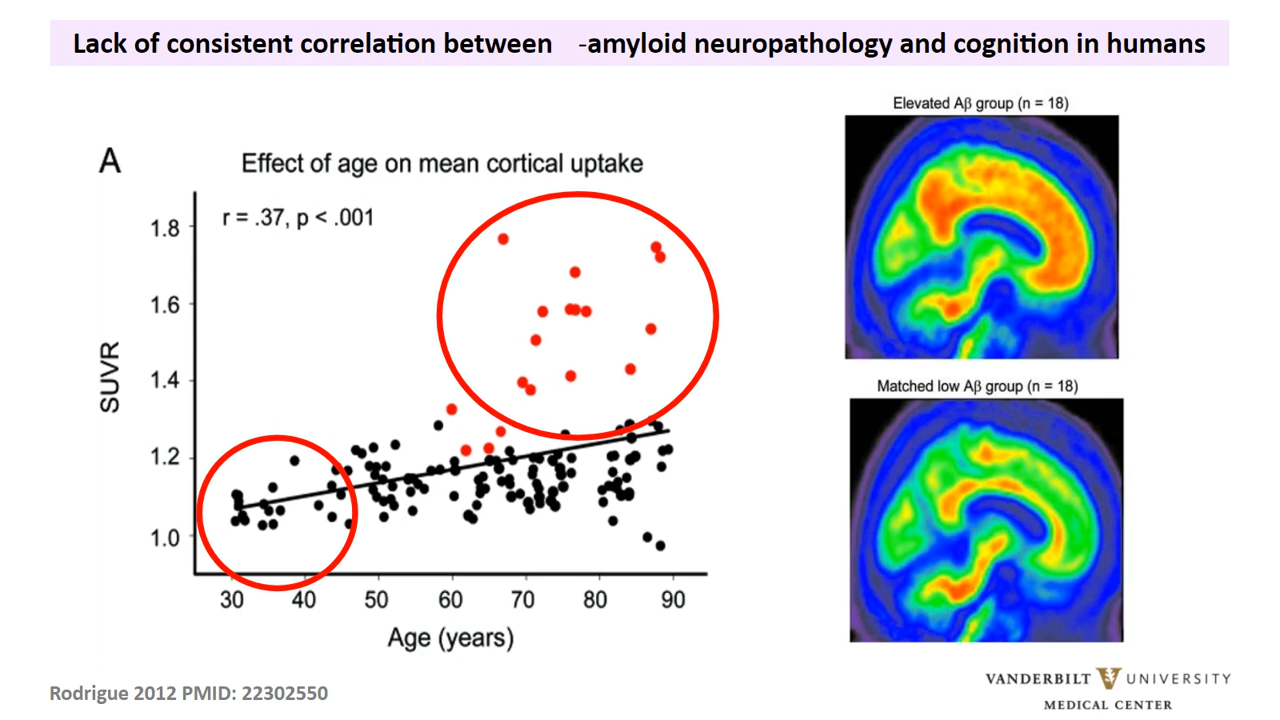 Lack of consistent correlation between -amyloid neuropathology and cognition in humans
A
Effect of age on mean cortical uptake
r = .37, p < .001
1.8
1.6
1.4
1.2
1.0
SUVR
30 40 50 60 70 80 90
Age (years)
Elevated Aβ group (n = 18)
Matched low Aβ group (n = 18)
Rodrigue 2012 PMID: 22302550
VANDERBILT UNIVERSITY
MEDICAL CENTER